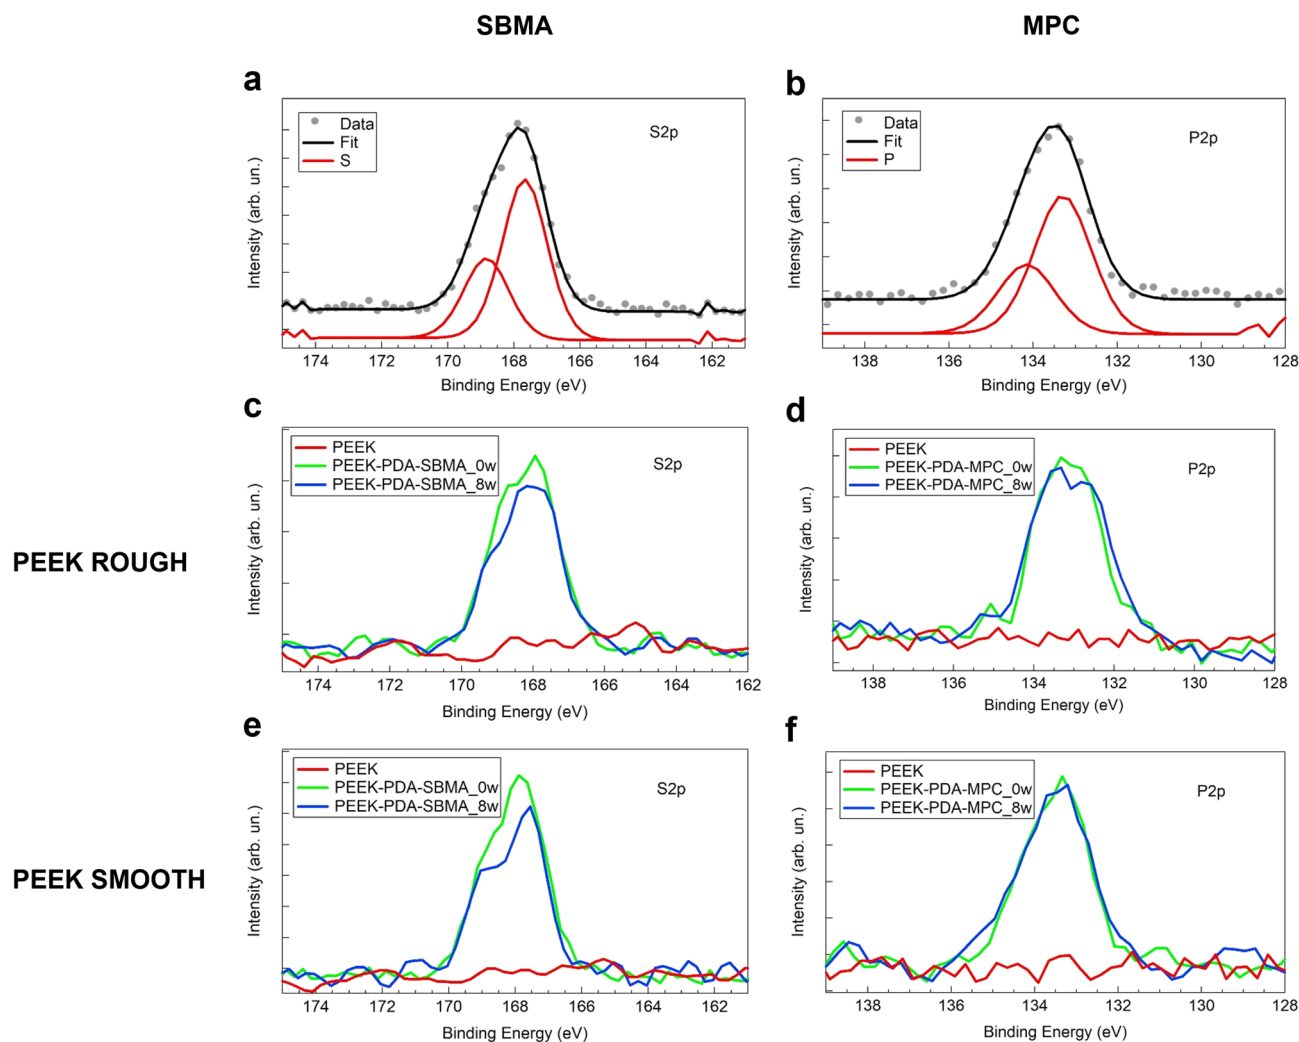 SBMA
MPC
a
Data
Fit
S
S2p
Intensity (arb. un.)
174
172
170
168
166
164
162
Binding Energy (eV)
b
Data
Fit
P
P2p
Intensity (arb. un.)
138
136
134
132
130
128
Binding Energy (eV)
PEEK ROUGH
c
PEEK
PEEK-PDA-SBMA_0w
PEEK-PDA-SBMA_8w
S2p
Intensity (arb. un.)
174
172
170
168
166
164
162
Binding Energy (eV)
d
PEEK
PEEK-PDA-MPC_0w
PEEK-PDA-MPC_8w
P2p
Intensity (arb. un.)
138
136
134
132
130
128
Binding Energy (eV)
PEEK SMOOTH
e
PEEK
PEEK-PDA-SBMA_0w
PEEK-PDA-SBMA_8w
S2p
Intensity (arb. un.)
174
172
170
168
166
164
162
Binding Energy (eV)
f
PEEK
PEEK-PDA-MPC_0w
PEEK-PDA-MPC_8w
P2p
Intensity (arb. un.)
138
136
134
132
130
128
Binding Energy (eV)